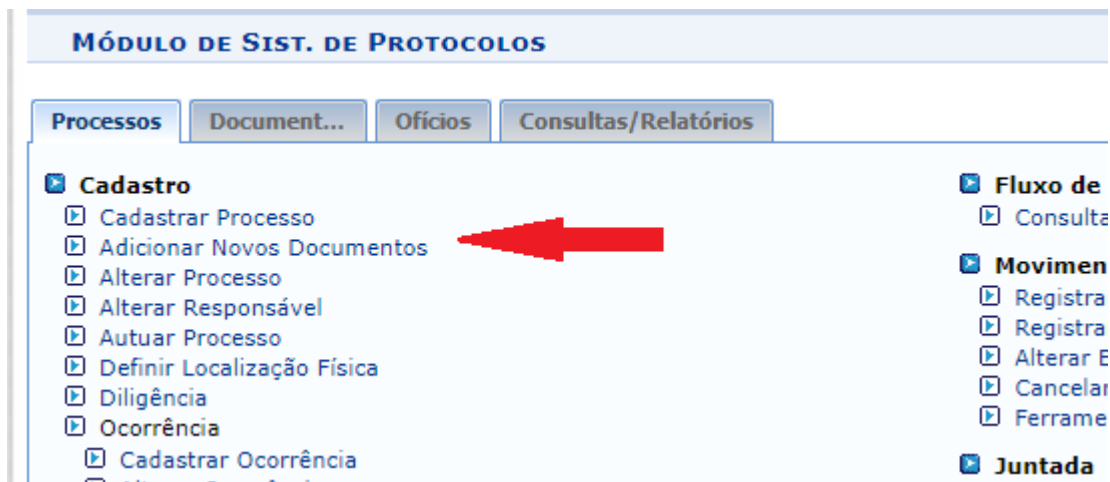 MÓDULO DE SIST. DE PROTOCOLOS
Processos Document... Ofícios Consultas/Relatórios
Cadastro
Cadastrar Processo
Adicionar Novos Documentos
Alterar Processo
Alterar Responsável
Autuar Processo
Definir Localização Física
Diligência
Ocorrência
Cadastrar Ocorrência
Fluxo de
Consulta
Movimen
Registra
Registra
Alterar E
Cancelar
Ferrame
Juntada